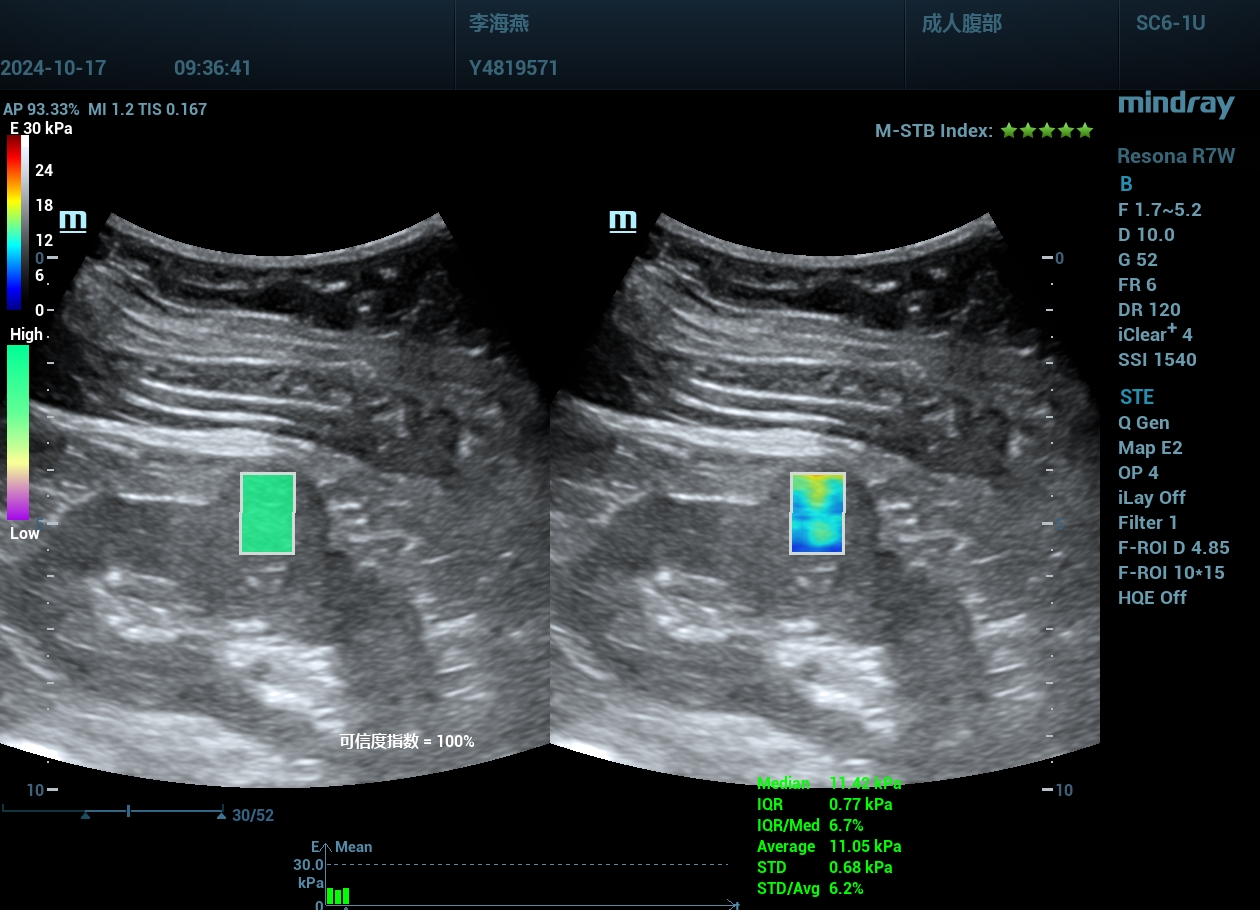 李海燕
成人腹部
SC6-1U
2024-10-17 09:36:41
Y4819571
mindray
AP 93.33% MI 1.2 TIS 0.167
E 30 kPa
M-STB Index:
24
18
12
6
0
High
Low
m
m
0
10
0
5
10
Resona R7W
B
F 1.7~5.2
D 10.0
G 52
FR 6
DR 120
iClear+ 4
SSI 1540
STE
Q Gen
Map E2
OP 4
iLay Off
Filter 1
F-ROI D 4.85
F-ROI 10*15
HQE Off
可信度指数 = 100%
30/52
Median 11.42 kPa
IQR 0.77 kPa
IQR/Med 6.7%
Average 11.05 kPa
STD 0.68 kPa
STD/Avg 6.2%
E Mean
30.0
kPa
0
t